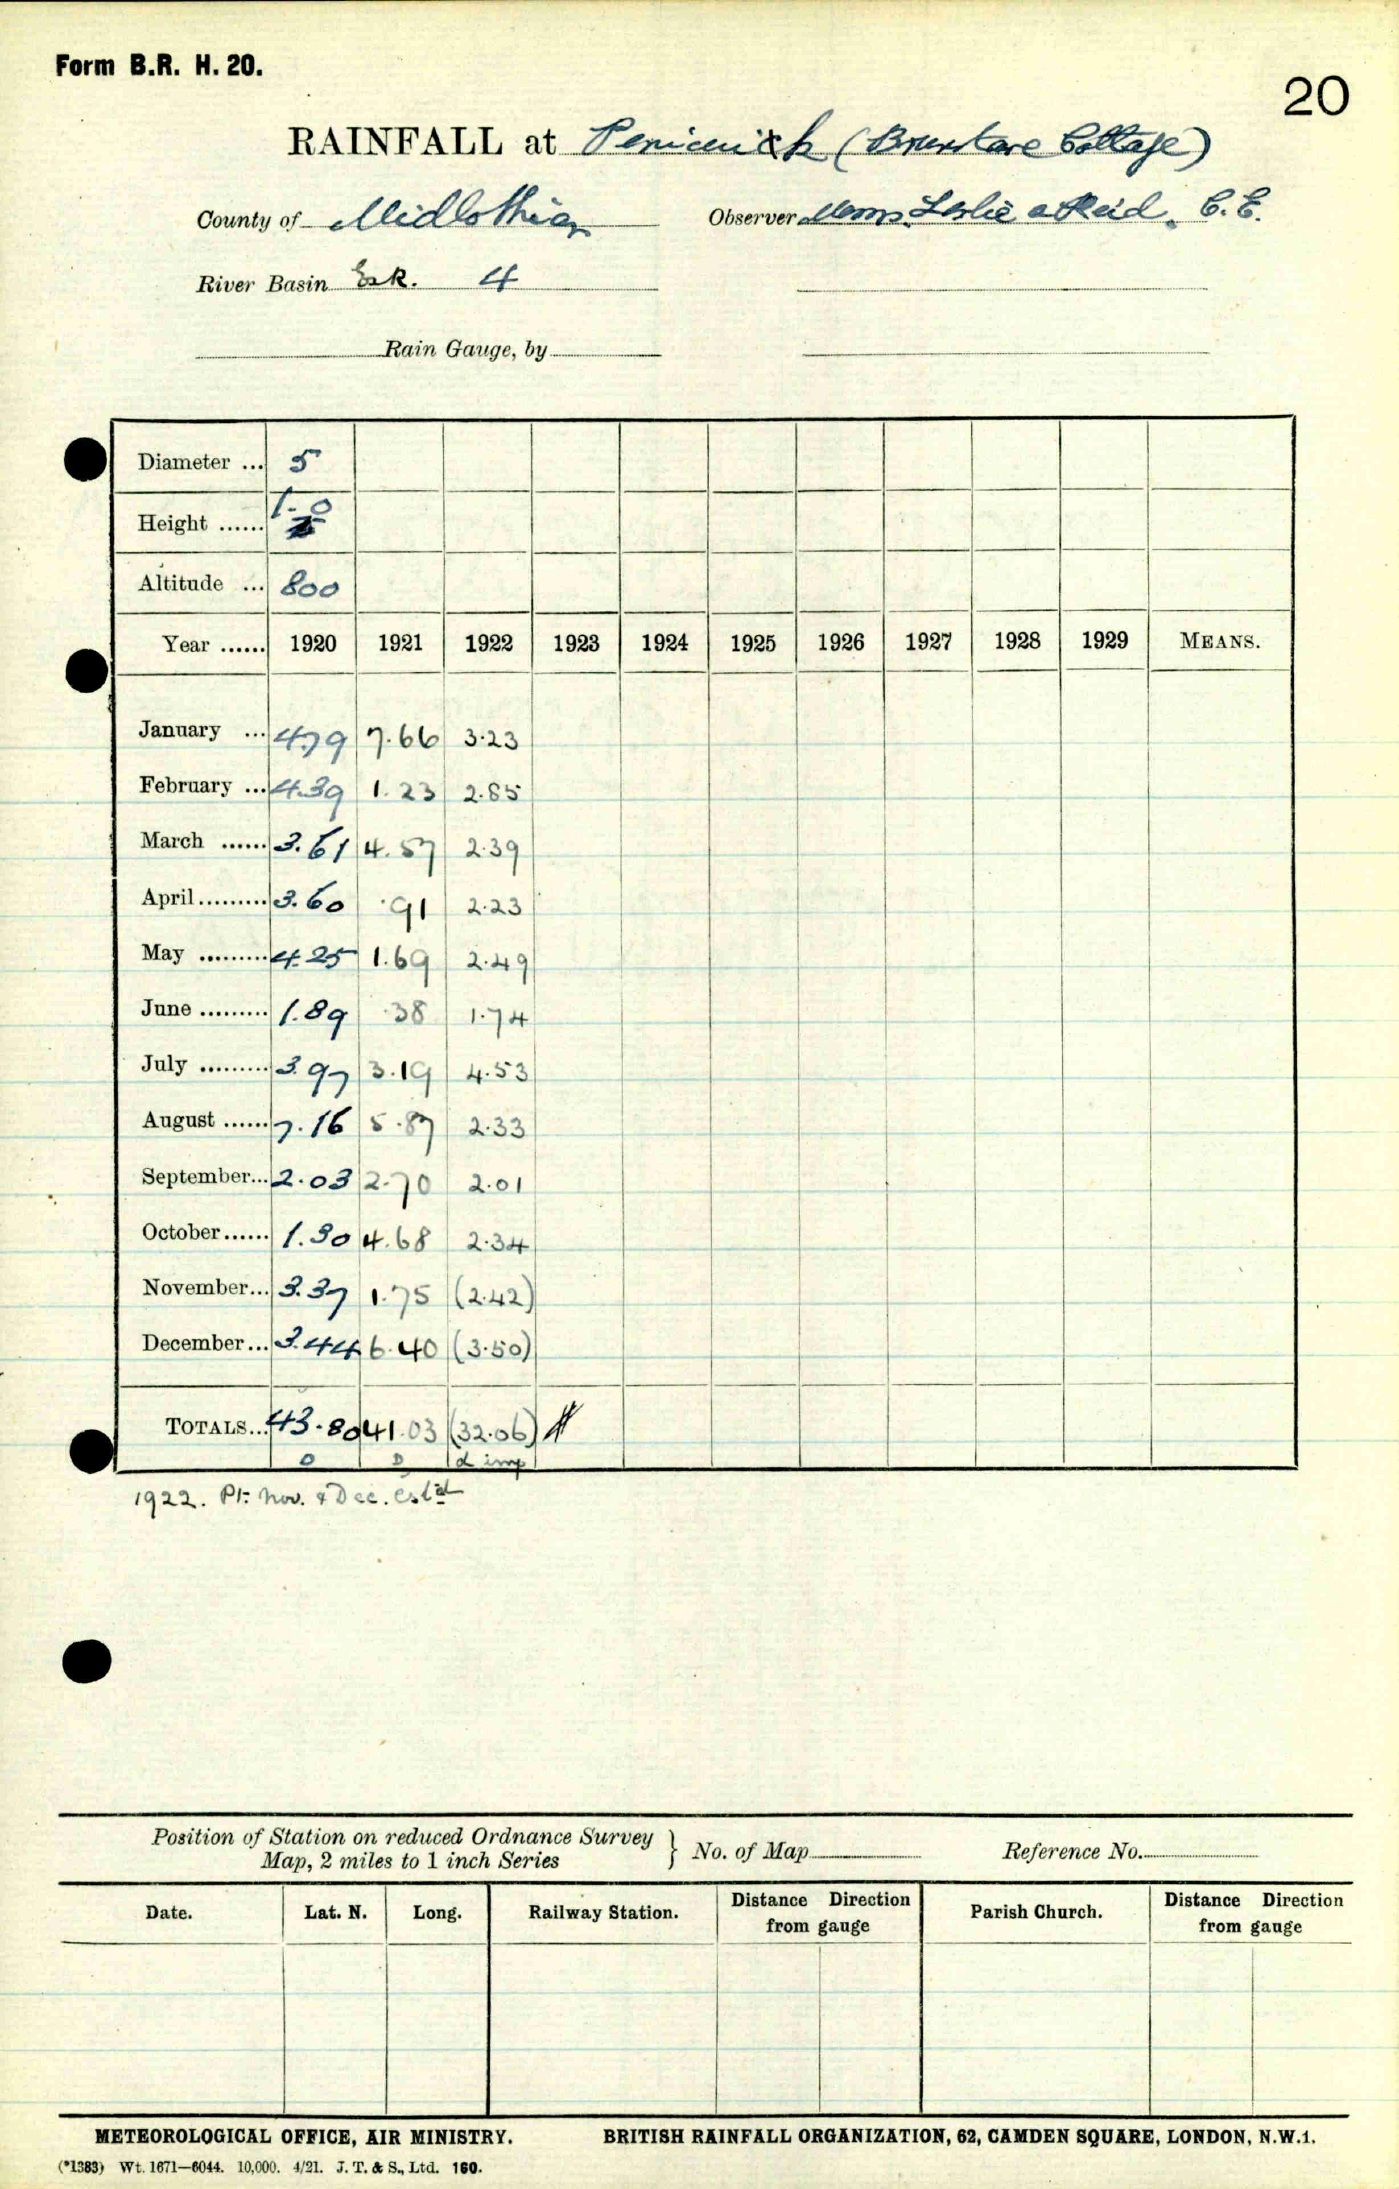 Form B.R. H. 20.
20
RAINFALL at Penicuik (Brunstane Cottage)
County of Midlothian Observer Messrs. Leslie & Reid, C.E.
River Basin Esk. 4
Rain Gauge, by
Diameter ... 5
Height ...... 1-0
Altitude ... 800
Year ...... 1920 1921 1922 1923 1924 1925 1926 1927 1928 1929 MEANS.
January ... 4.79 7.66 3.23
February ... 4.39 1.23 2.85
March ...... 3.61 4.57 2.39
April ......... 3.60 .91 2.23
May ......... 4.25 1.69 2.49
June ......... 1.89 .38 1.74
July ......... 3.97 3.19 4.53
August ...... 7.16 5.87 2.33
September... 2.03 2.70 2.01
October...... 1.30 4.68 2.34
November... 3.37 1.75 (2.42)
December... 3.44 6.40 (3.50)
TOTALS... 43.80 41.03 (32.06)
D D d imp
1922. Pt. Nov. & Dec. est'd
Position of Station on reduced Ordnance Survey
Map, 2 miles to 1 inch Series } No. of Map Reference No.
Date. Lat. N. Long. Railway Station. Distance Direction from gauge Parish Church. Distance Direction from gauge
METEOROLOGICAL OFFICE, AIR MINISTRY. BRITISH RAINFALL ORGANIZATION, 62, CAMDEN SQUARE, LONDON, N.W.1.
(*1383) Wt. 1671—6044. 10,000. 4/21. J. T. & S., Ltd. 160.